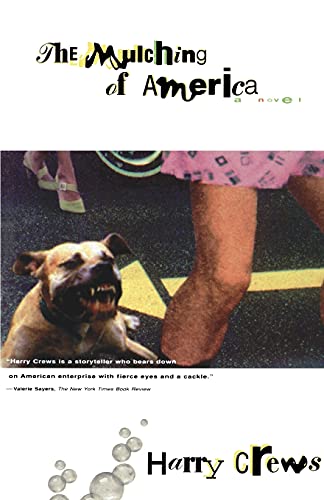 The Mulching
of America
a novel
"Harry Crews is a storyteller who bears down
on American enterprise with fierce eyes and a cackle."
— Valerie Sayers, The New York Times Book Review
Harry Crews